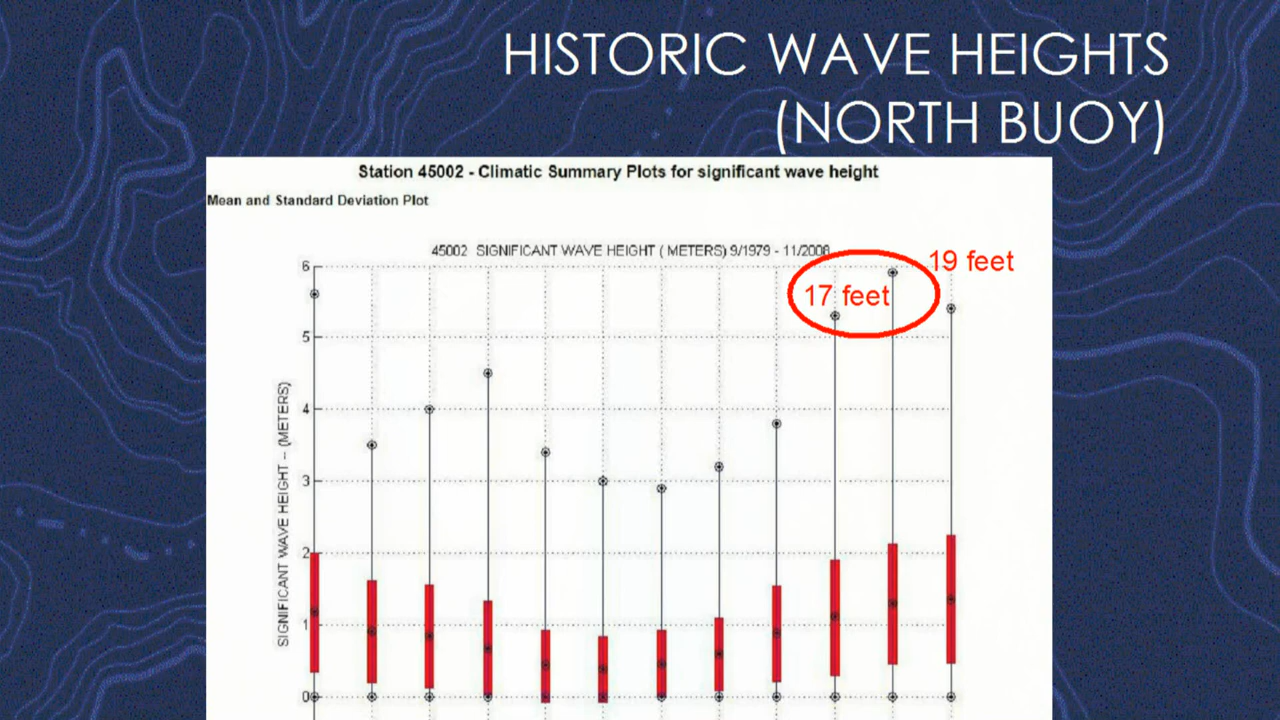 HISTORIC WAVE HEIGHTS
(NORTH BUOY)
Station 45002 - Climatic Summary Plots for significant wave height
Mean and Standard Deviation Plot
45002 SIGNIFICANT WAVE HEIGHT ( METERS) 9/1979 - 11/2008
19 feet
17 feet
SIGNIFICANT WAVE HEIGHT -- (METERS)
6
5
4
3
2
1
0